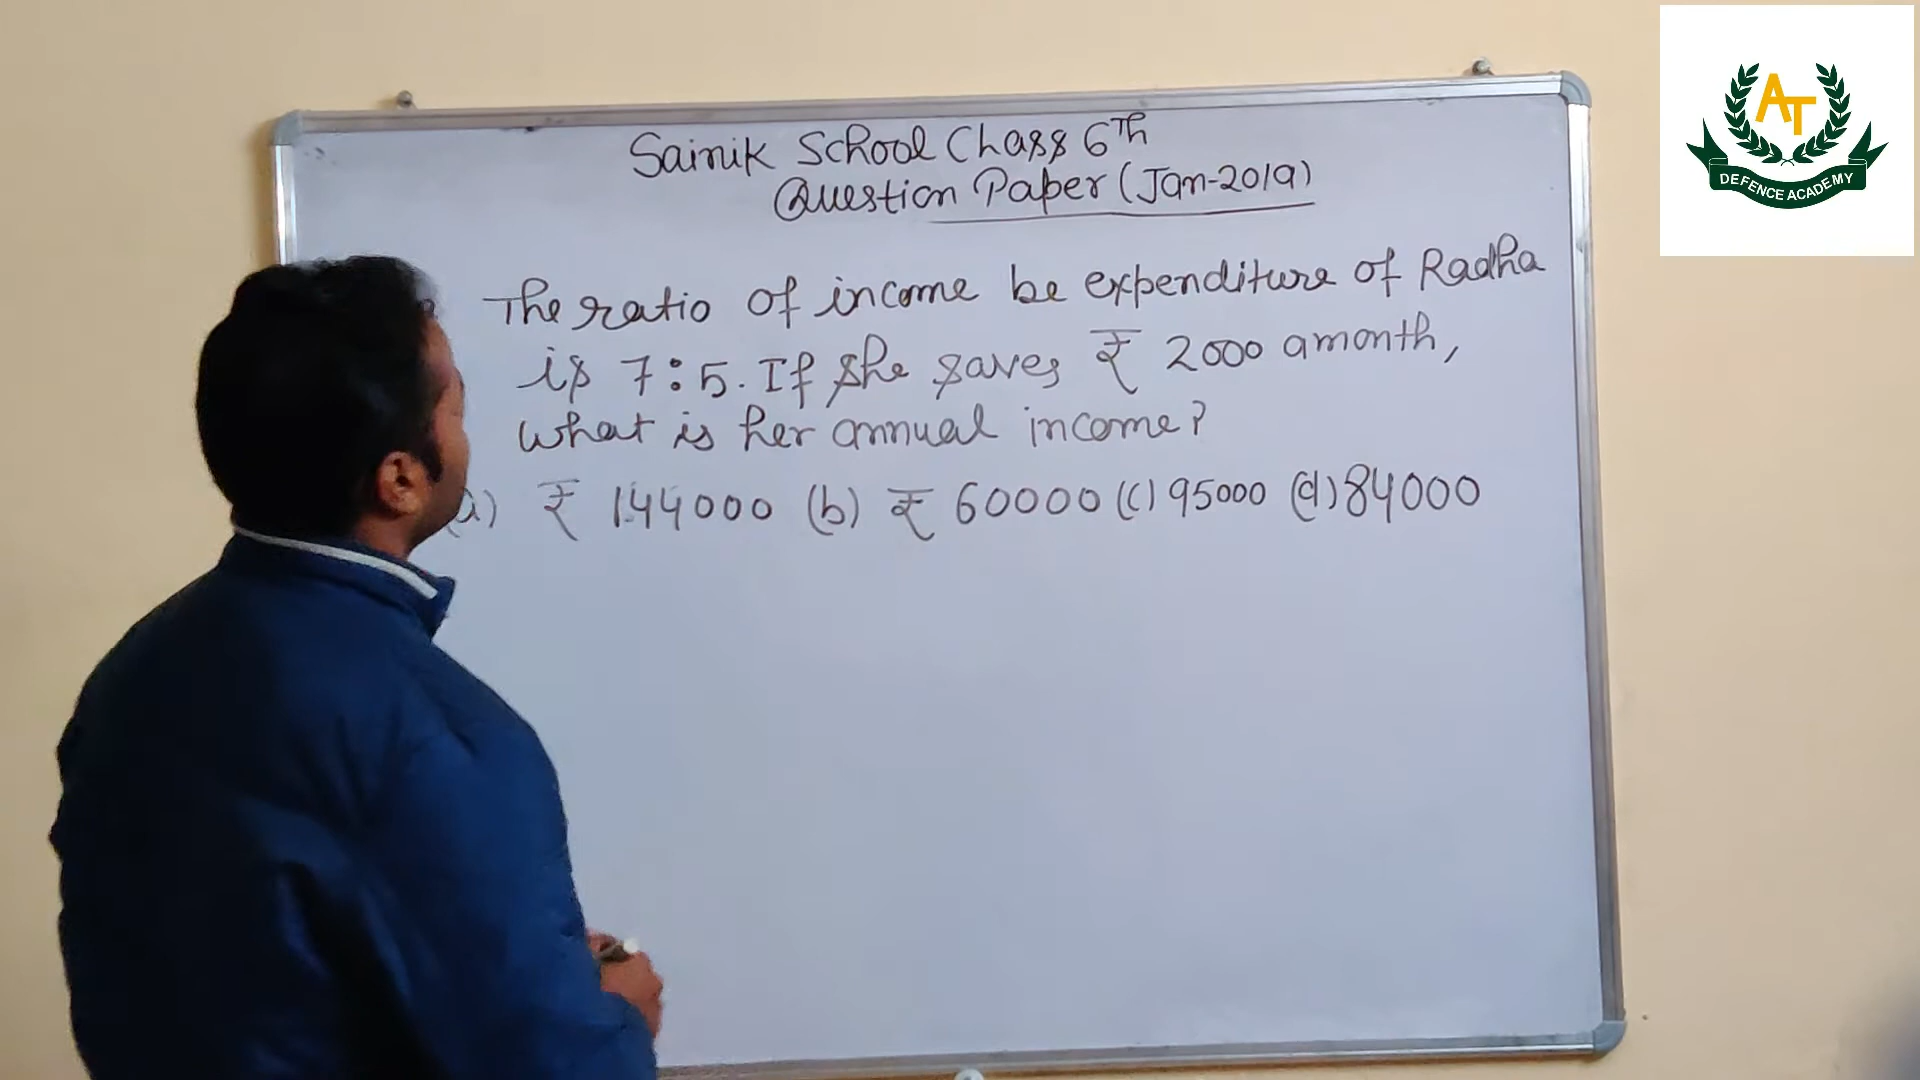 Sainik School Class 6Th
Question Paper (Jan-2019)
The ratio of income be expenditure of Radha
is 7:5. If she saves ₹ 2000 a month,
what is her annual income?
(a) ₹ 144000 (b) ₹ 60000 (c) 95000 (d) 84000
AT
DEFENCE ACADEMY